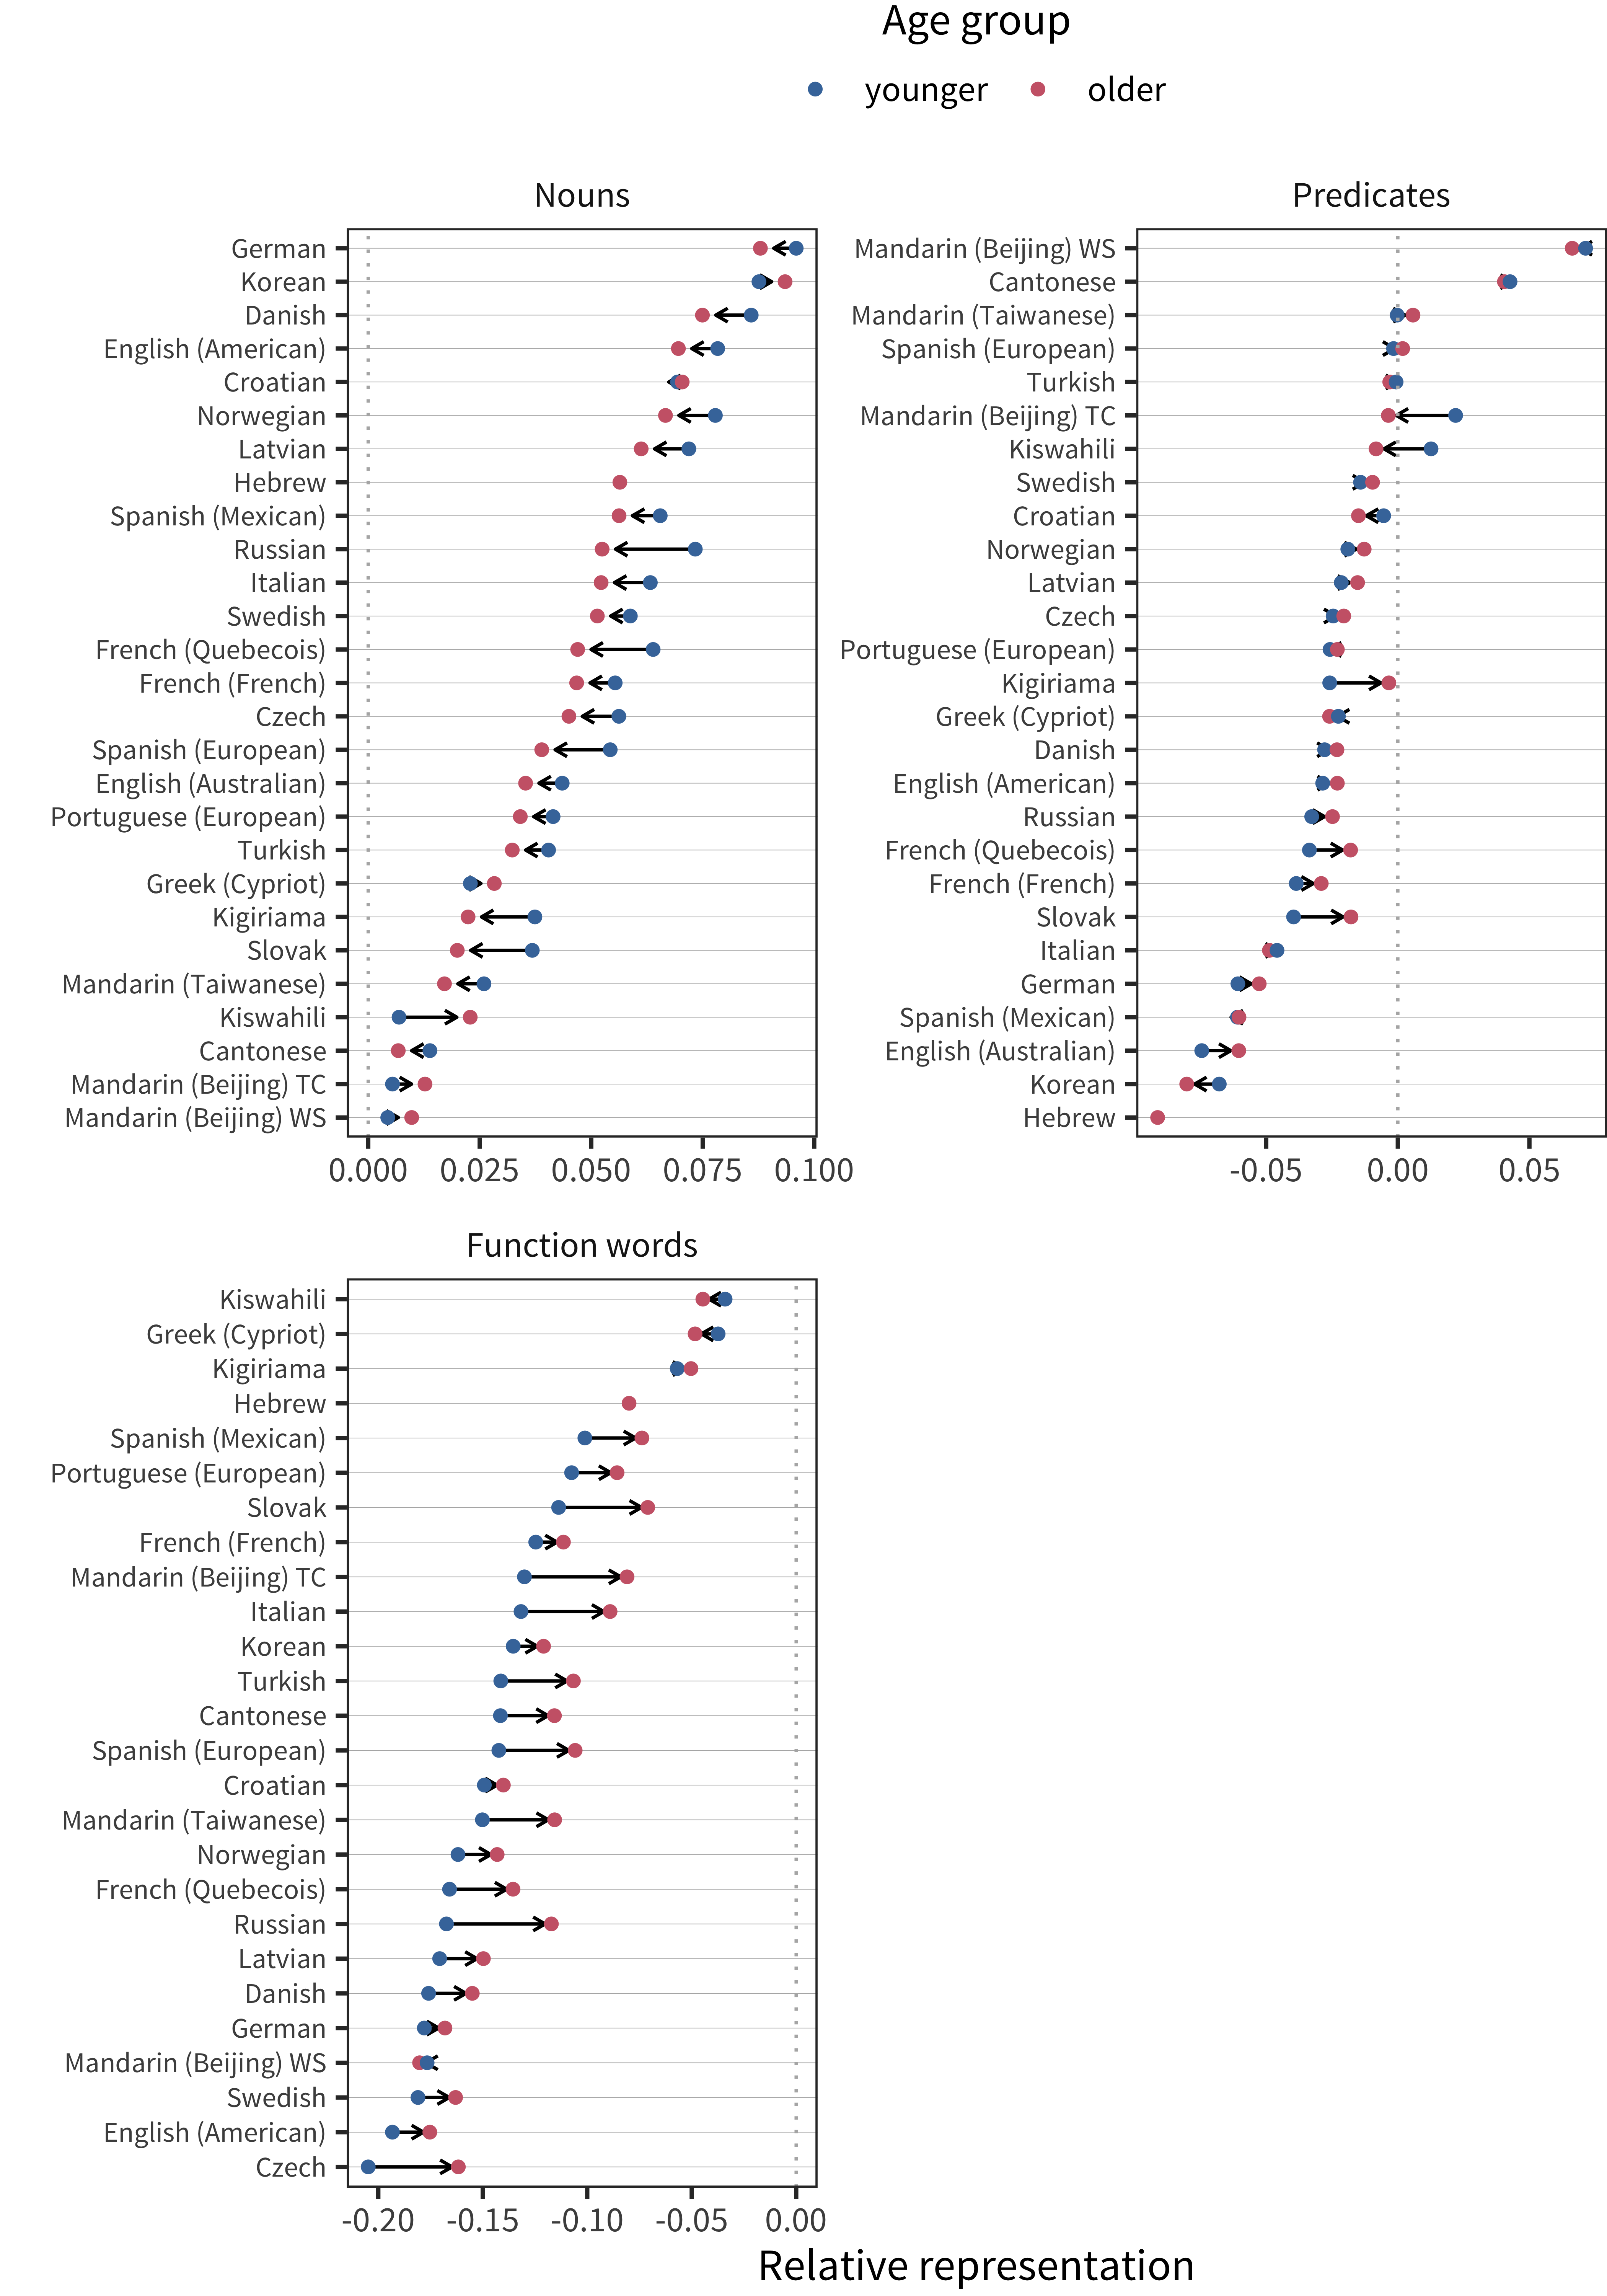 Age group
younger older
Nouns
German
Korean
Danish
English (American)
Croatian
Norwegian
Latvian
Hebrew
Spanish (Mexican)
Russian
Italian
Swedish
French (Quebecois)
French (French)
Czech
Spanish (European)
English (Australian)
Portuguese (European)
Turkish
Greek (Cypriot)
Kigiriama
Slovak
Mandarin (Taiwanese)
Kiswahili
Cantonese
Mandarin (Beijing) TC
Mandarin (Beijing) WS
0.000 0.025 0.050 0.075 0.100
Predicates
Mandarin (Beijing) WS
Cantonese
Mandarin (Taiwanese)
Spanish (European)
Turkish
Mandarin (Beijing) TC
Kiswahili
Swedish
Croatian
Norwegian
Latvian
Czech
Portuguese (European)
Kigiriama
Greek (Cypriot)
Danish
English (American)
Russian
French (Quebecois)
French (French)
Slovak
Italian
German
Spanish (Mexican)
English (Australian)
Korean
Hebrew
-0.05 0.00 0.05
Function words
Kiswahili
Greek (Cypriot)
Kigiriama
Hebrew
Spanish (Mexican)
Portuguese (European)
Slovak
French (French)
Mandarin (Beijing) TC
Italian
Korean
Turkish
Cantonese
Spanish (European)
Croatian
Mandarin (Taiwanese)
Norwegian
French (Quebecois)
Russian
Latvian
Danish
German
Mandarin (Beijing) WS
Swedish
English (American)
Czech
-0.20 -0.15 -0.10 -0.05 0.00
Relative representation